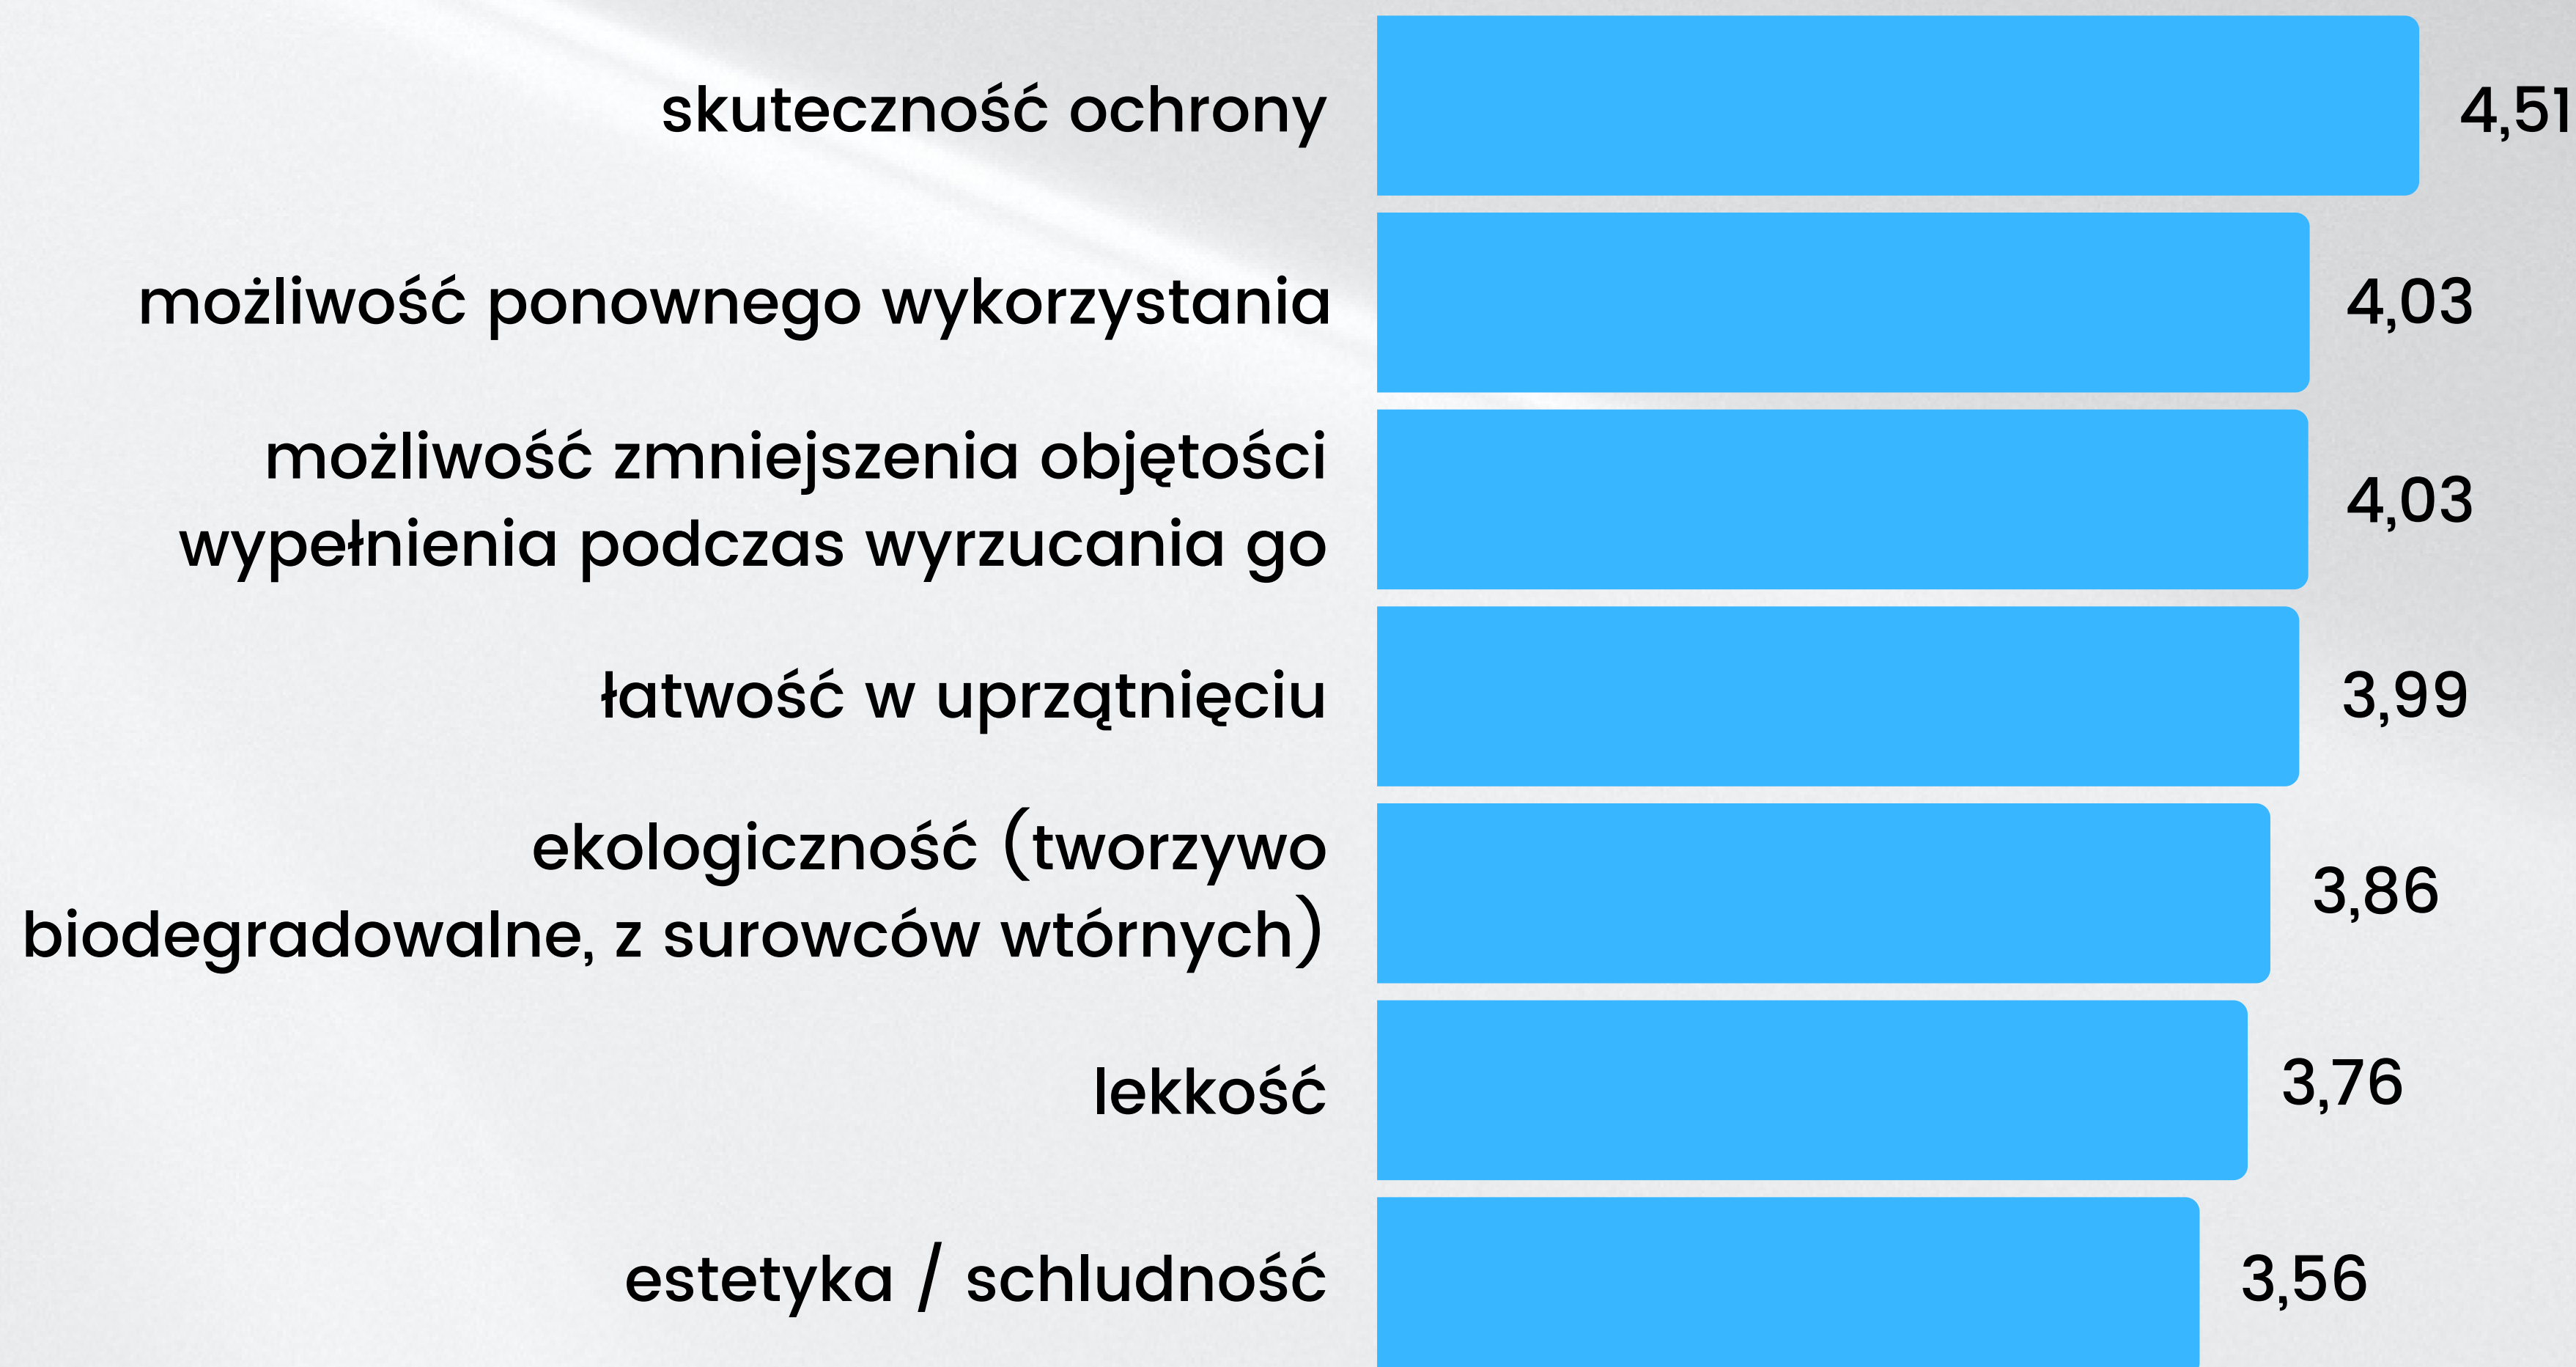 skuteczność ochrony 4,51
możliwość ponownego wykorzystania 4,03
możliwość zmniejszenia objętości
wypełnienia podczas wyrzucania go 4,03
łatwość w uprzątnięciu 3,99
ekologiczność (tworzywo
biodegradowalne, z surowców wtórnych) 3,86
lekkość 3,76
estetyka / schludność 3,56